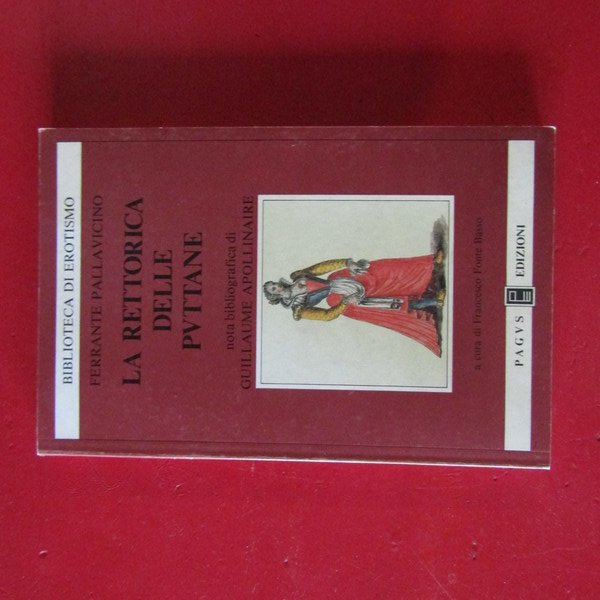 BIBLIOTECA DI EROTISMO
FERRANTE PALLAVICINO
LA RETTORICA
DELLE
PVTTANE
nota bibliografica di
GUILLAUME APOLLINAIRE
a cura di Francesco Fonte Basso
PAGVS PE EDIZIONI